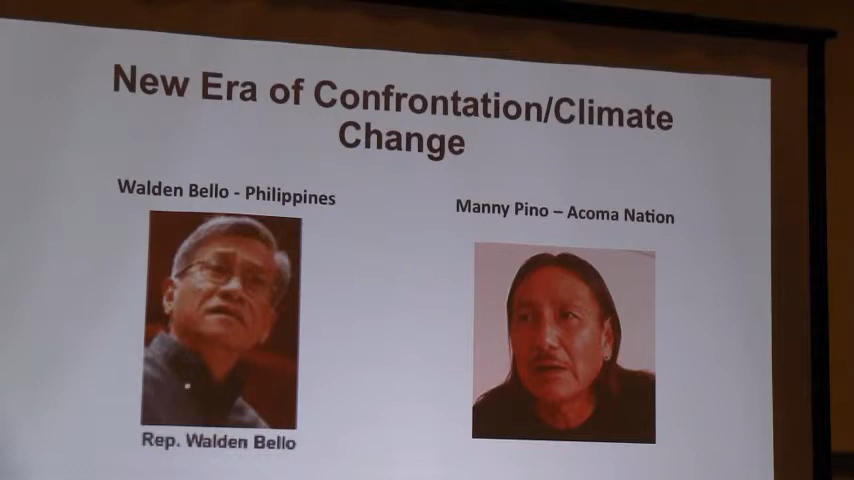 New Era of Confrontation/Climate
Change
Walden Bello - Philippines
Manny Pino – Acoma Nation
Rep. Walden Bello